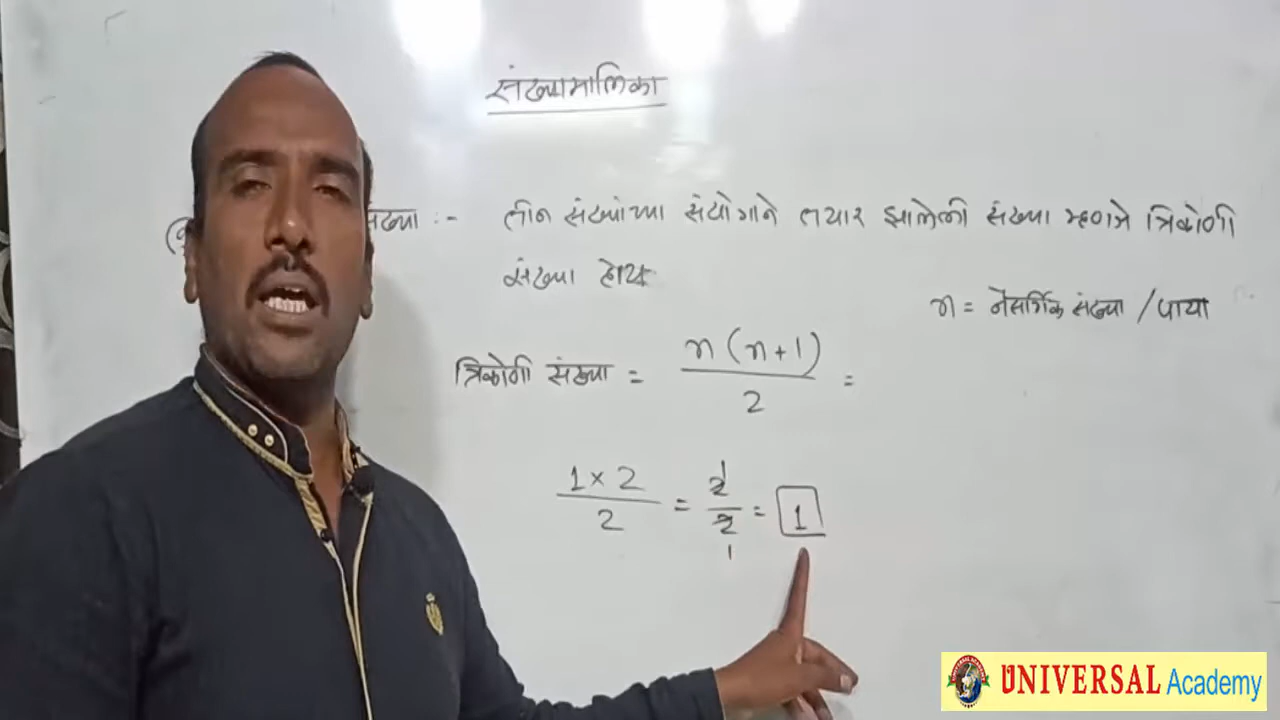 संख्यामालिका
संख्या :- तीन संख्यांच्या संयोगाने तयार झालेली संख्या म्हणजे त्रिकोणी
संख्या होय
n = नैसर्गिक संख्या / पाया
त्रिकोणी संख्या = n(n+1)/2 =
1×2/2 = 2/2 = 1
UNIVERSAL Academy